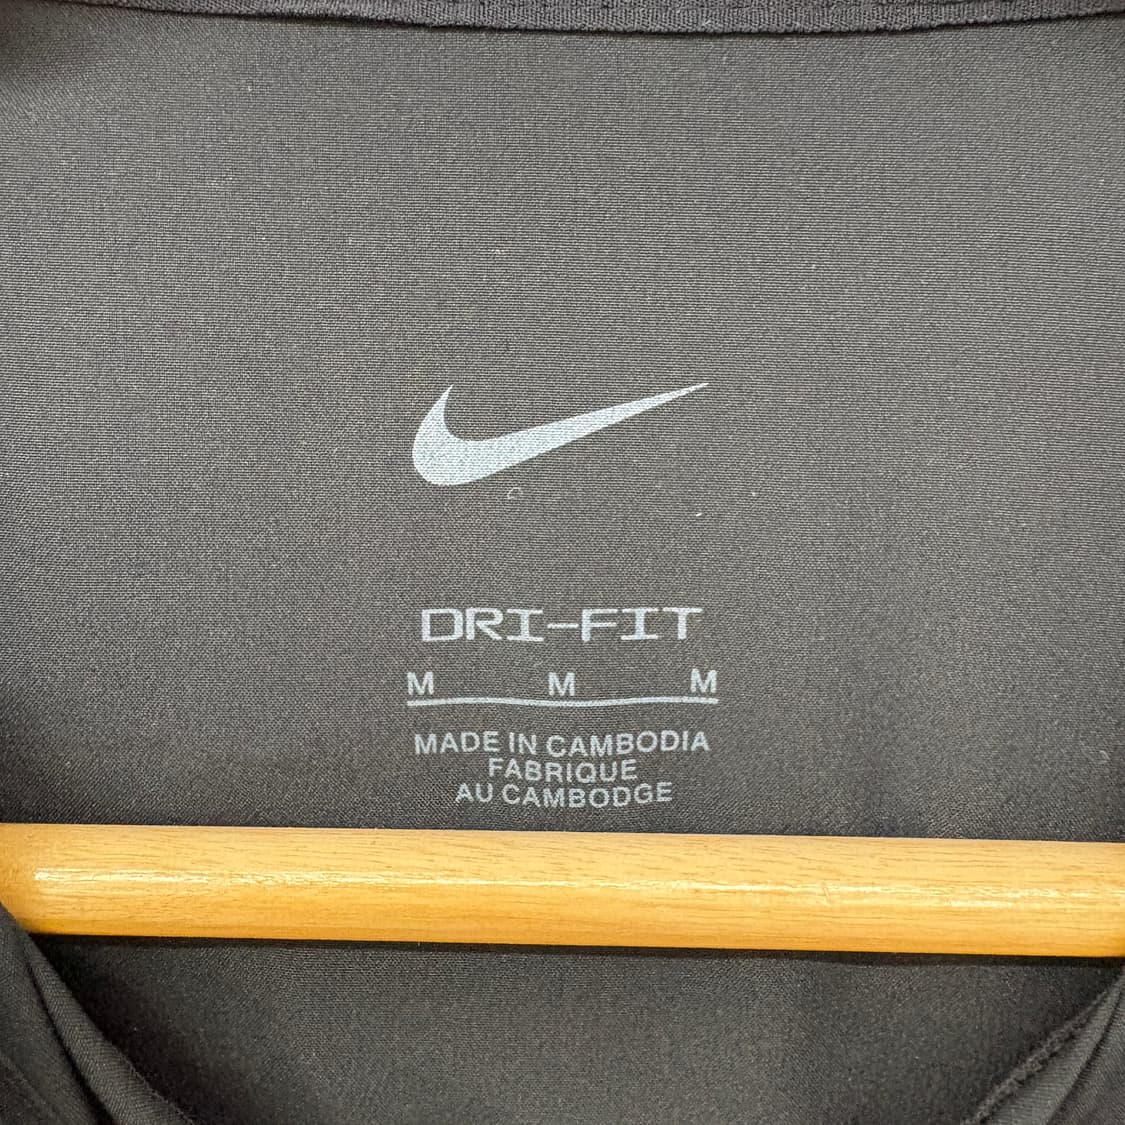 DRI-FIT
M M M
MADE IN CAMBODIA
FABRIQUE
AU CAMBODGE